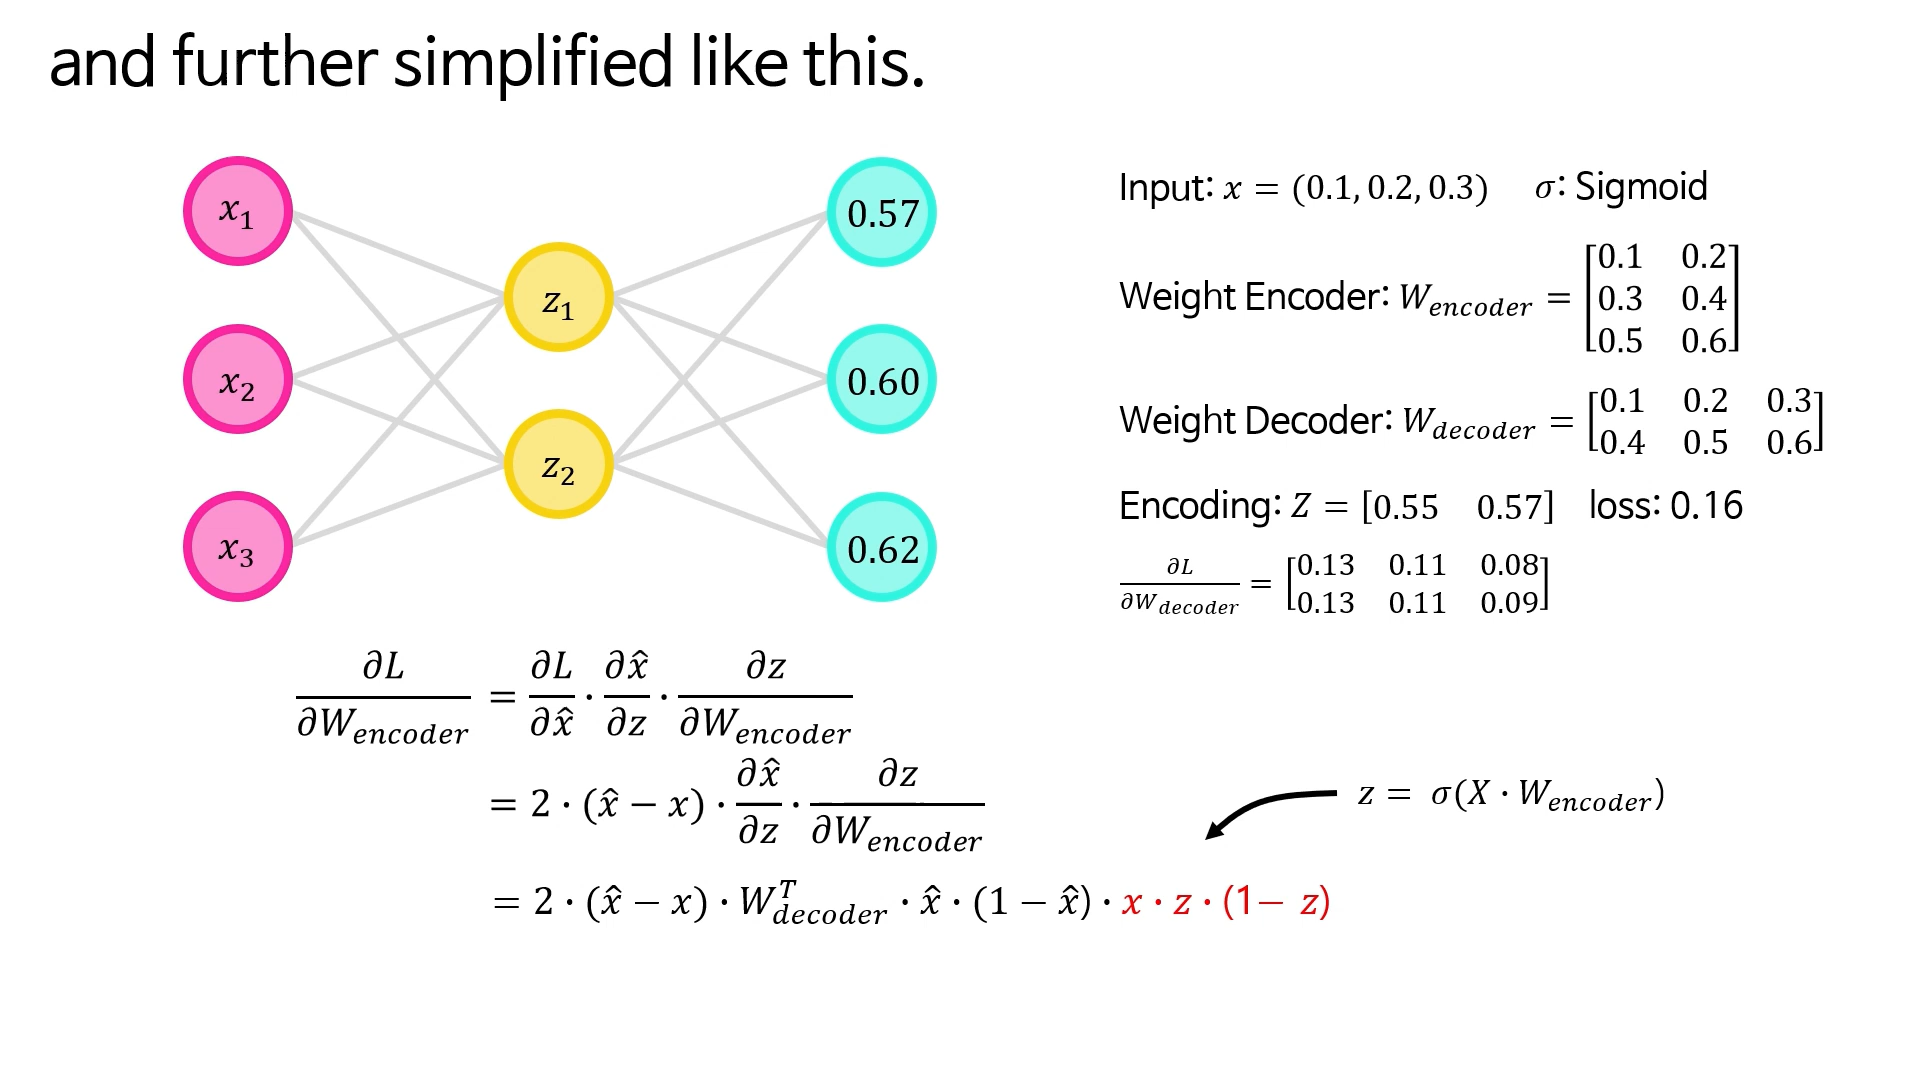 and further simplified like this.
x₁
x₂
x₃
z₁
z₂
0.57
0.60
0.62
Input: x = (0.1, 0.2, 0.3) σ: Sigmoid
Weight Encoder: W_encoder = [0.1 0.2
0.3 0.4
0.5 0.6]
Weight Decoder: W_decoder = [0.1 0.2 0.3
0.4 0.5 0.6]
Encoding: Z = [0.55 0.57] loss: 0.16
∂L/∂W_decoder = [0.13 0.11 0.08
0.13 0.11 0.09]
∂L/∂W_encoder = ∂L/∂x̂ · ∂x̂/∂z · ∂z/∂W_encoder
= 2 · (x̂ − x) · ∂x̂/∂z · ∂z/∂W_encoder
z = σ(X · W_encoder)
= 2 · (x̂ − x) · W^T_decoder · x̂ · (1 − x̂) · x · z · (1− z)